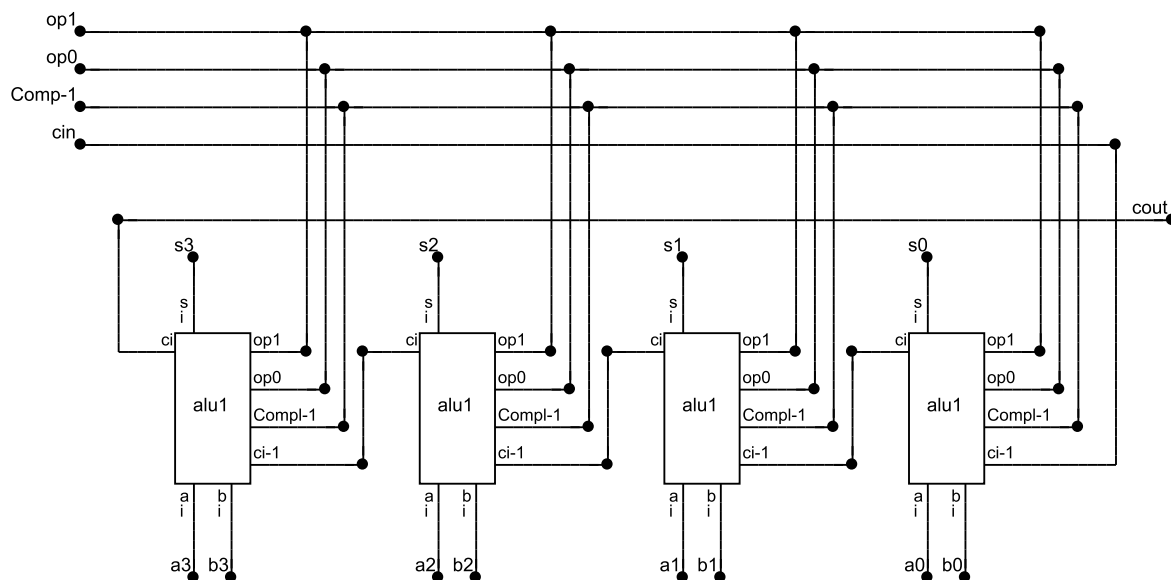 op1
op0
Comp-1
cin
cout
s3 s2 s1 s0
s s s s
i i i i
ci op1 ci op1 ci op1 ci op1
op0 op0 op0 op0
alu1 alu1 alu1 alu1
Compl-1 Compl-1 Compl-1 Compl-1
ci-1 ci-1 ci-1 ci-1
a b a b a b a b
i i i i i i i i
a3 b3 a2 b2 a1 b1 a0 b0